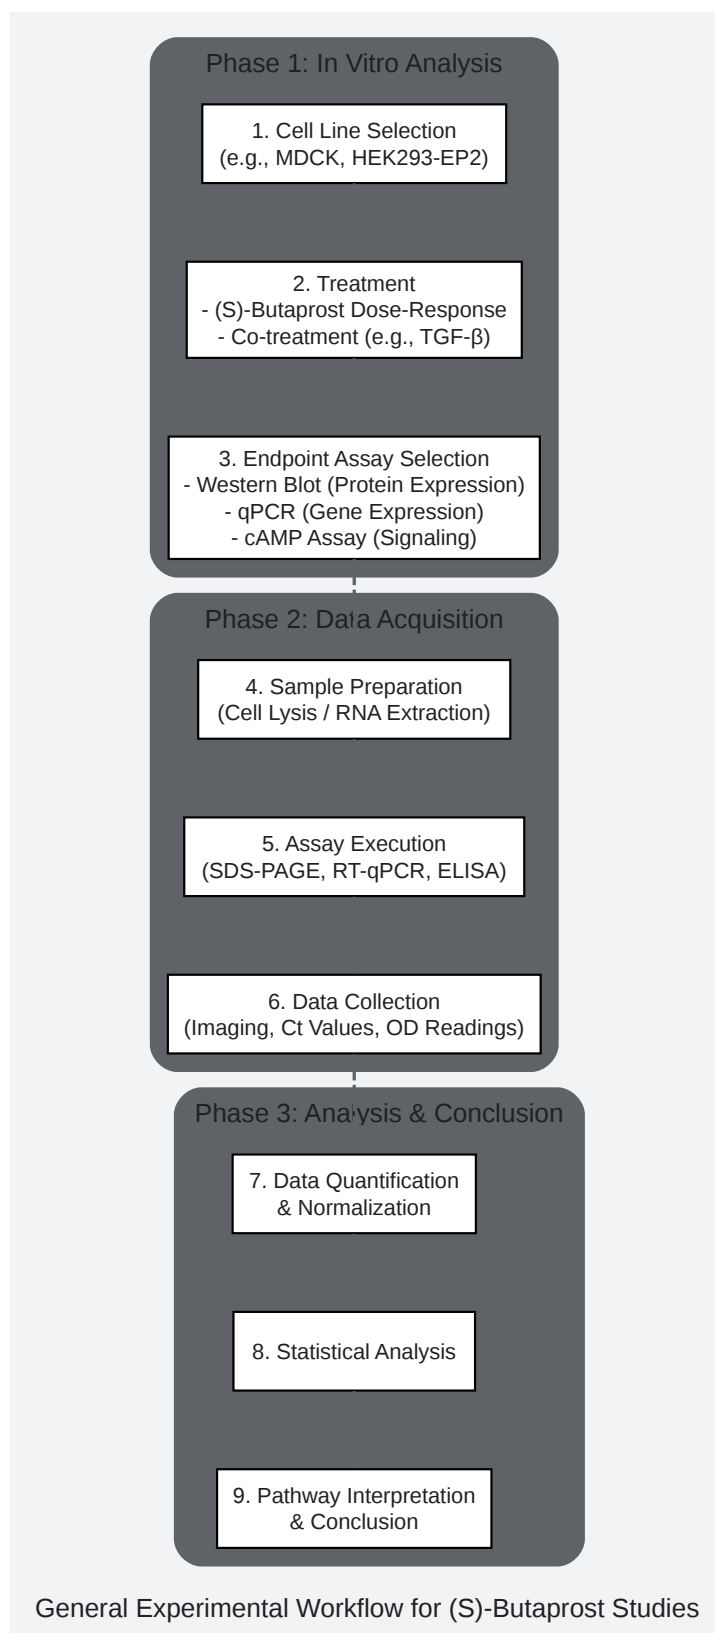 Phase 1: In Vitro Analysis
1. Cell Line Selection
(e.g., MDCK, HEK293-EP2)
2. Treatment
- (S)-Butaprost Dose-Response
- Co-treatment (e.g., TGF-β)
3. Endpoint Assay Selection
- Western Blot (Protein Expression)
- qPCR (Gene Expression)
- cAMP Assay (Signaling)
Phase 2: Data Acquisition
4. Sample Preparation
(Cell Lysis / RNA Extraction)
5. Assay Execution
(SDS-PAGE, RT-qPCR, ELISA)
6. Data Collection
(Imaging, Ct Values, OD Readings)
Phase 3: Analysis & Conclusion
7. Data Quantification
& Normalization
8. Statistical Analysis
9. Pathway Interpretation
& Conclusion
General Experimental Workflow for (S)-Butaprost Studies